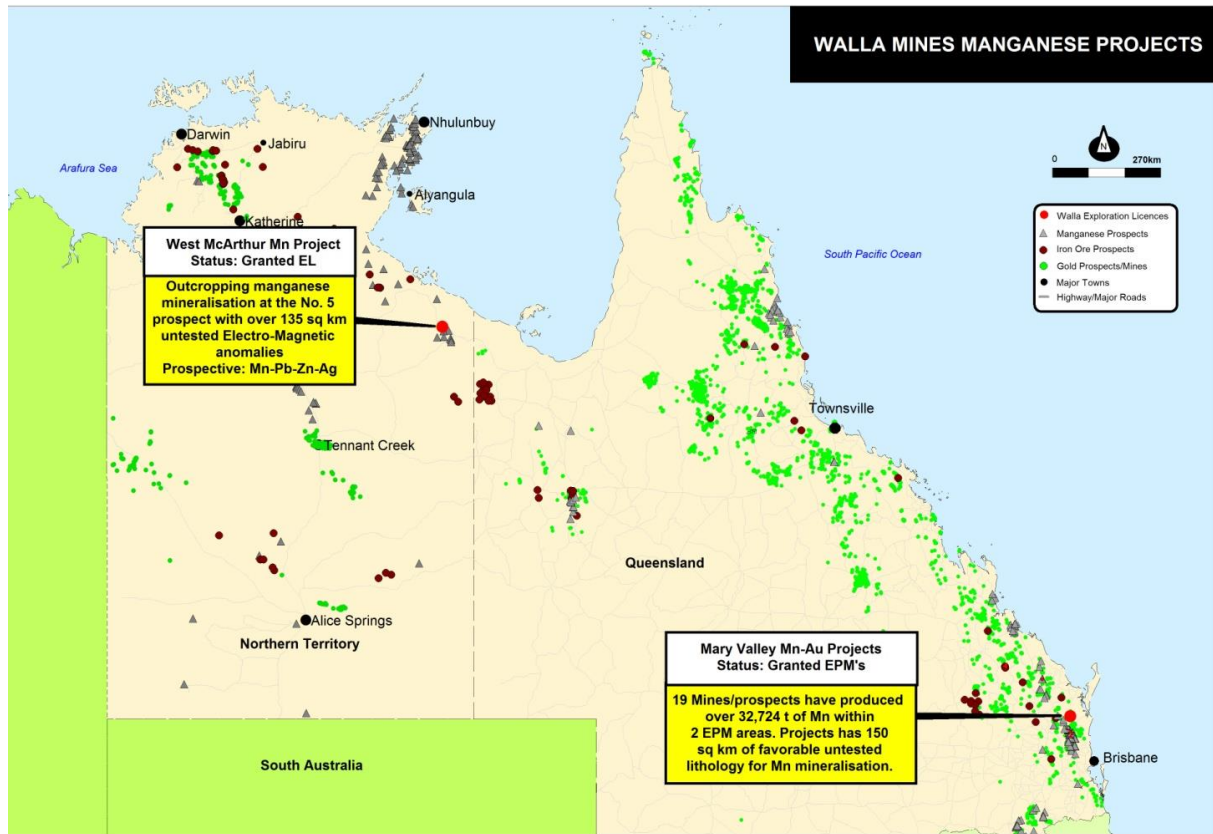 WALLA MINES MANGANESE PROJECTS
Darwin
Jabiru
Nhulunbuy
Arafura Sea
Alyangula
Katherine
N
0 270km
Walla Exploration Licences
Manganese Prospects
Iron Ore Prospects
Gold Prospects/Mines
Major Towns
Highway/Major Roads
West McArthur Mn Project
Status: Granted EL
Outcropping manganese
mineralisation at the No. 5
prospect with over 135 sq km
untested Electro-Magnetic
anomalies
Prospective: Mn-Pb-Zn-Ag
South Pacific Ocean
Townsville
Tennant Creek
Queensland
Alice Springs
Northern Territory
Mary Valley Mn-Au Projects
Status: Granted EPM's
19 Mines/prospects have produced
over 32,724 t of Mn within
2 EPM areas. Projects has 150
sq km of favorable untested
lithology for Mn mineralisation.
South Australia
Brisbane